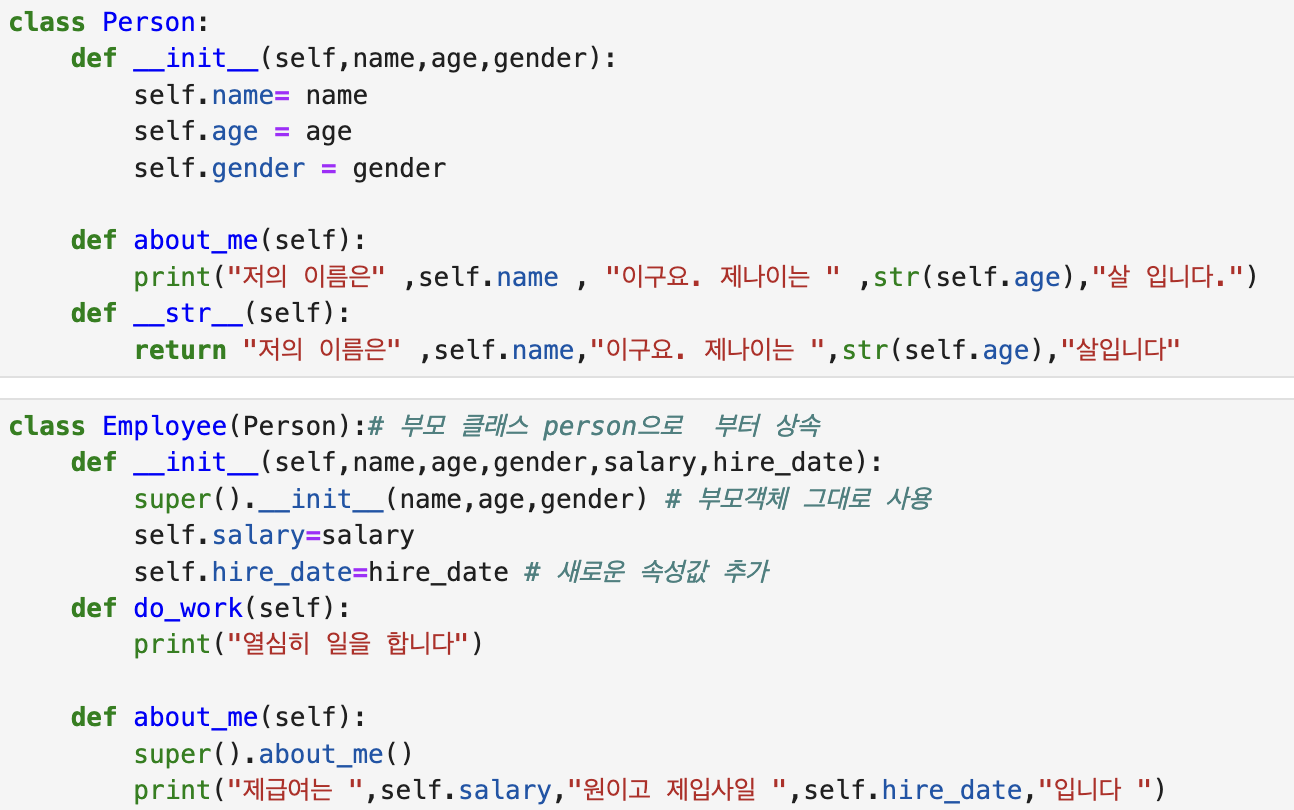 class Person:
    def __init__(self,name,age,gender):
        self.name= name
        self.age = age
        self.gender = gender

    def about_me(self):
        print("저의 이름은" ,self.name , "이구요. 제나이는 " ,str(self.age),"살 입니다.")
    def __str__(self):
        return "저의 이름은" ,self.name,"이구요. 제나이는 ",str(self.age),"살입니다"
class Employee(Person):# 부모 클래스 person으로  부터 상속
    def __init__(self,name,age,gender,salary,hire_date):
        super().__init__(name,age,gender) # 부모객체 그대로 사용
        self.salary=salary
        self.hire_date=hire_date # 새로운 속성값 추가
    def do_work(self):
        print("열심히 일을 합니다")

    def about_me(self):
        super().about_me()
        print("제급여는 ",self.salary,"원이고 제입사일 ",self.hire_date,"입니다 ")